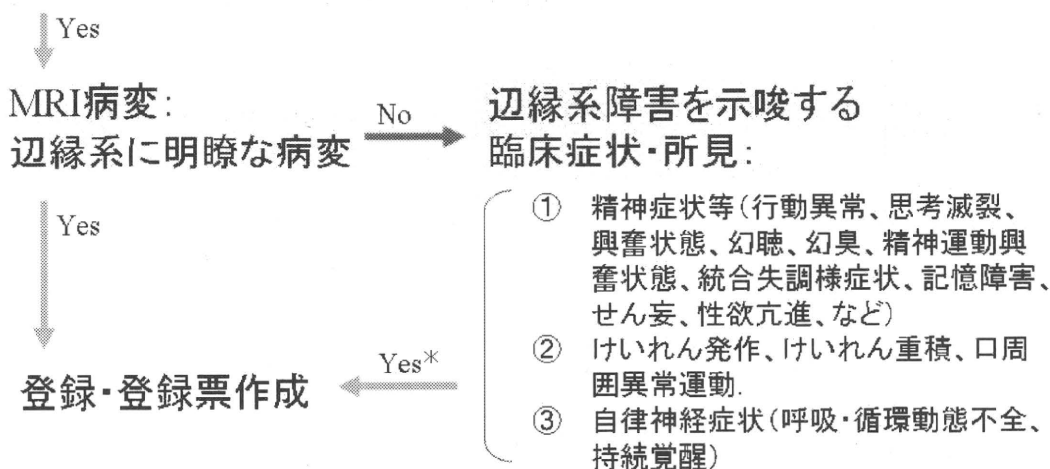 Yes
MRI病変:
辺縁系に明瞭な病変
No
辺縁系障害を示唆する
臨床症状・所見:
① 精神症状等(行動異常、思考滅裂、
興奮状態、幻聴、幻臭、精神運動興
奮状態、統合失調様症状、記憶障害、
せん妄、性欲亢進、など)
② けいれん発作、けいれん重積、口周
囲異常運動.
③ 自律神経症状(呼吸・循環動態不全、
持続覚醒)
Yes
Yes*
登録・登録票作成